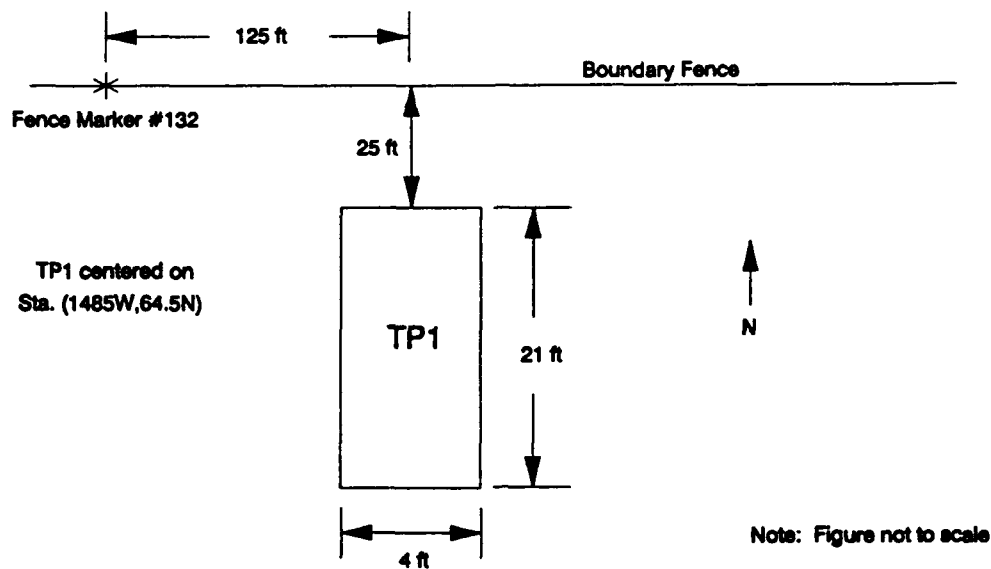 125 ft
Boundary Fence
Fence Marker #132
25 ft
TP1 centered on
Sta. (1485W,64.5N)
TP1
21 ft
N
4 ft
Note: Figure not to scale